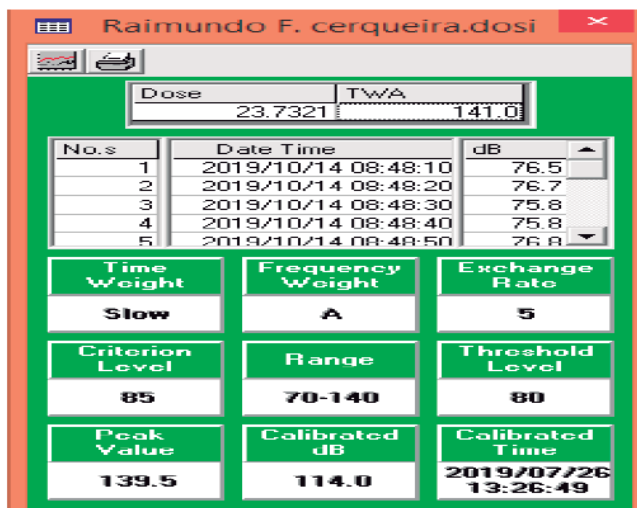 Raimundo F. cerqueira.dosi
Dose TWA
23.7321 141.0
No.s Date Time dB
1 2019/10/14 08:48:10 76.5
2 2019/10/14 08:48:20 76.7
3 2019/10/14 08:48:30 75.8
4 2019/10/14 08:48:40 75.8
5 2019/10/14 08:48:50 76.8
Time Weight
Frequency Weight
Exchange Rate
Slow A 5
Criterion Level
Range
Threshold Level
85 70-140 80
Peak Value
Calibrated dB
Calibrated Time
139.5 114.0 2019/07/26 13:26:49